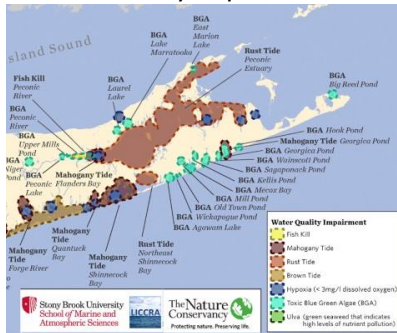 sland Sound
BGA
East
Marion
Lake
BGA
Lake
Marratooka
Rust Tide
Peconic
Estuary
Fish Kill
Peconic
River
BGA
Laurel
Lake
BGA
Big Reed Pond
BGA
Peconic
River
BGA
Upper Mills
Pond
BGA
BGA Hook Pond
Mahogany Tide Georgica Pond
BGA Georgica Pond
BGA Wainscott Pond
BGA Sagaponack Pond
BGA Kellis Pond
BGA Mecox Bay
BGA Mill Pond
BGA Old Town Pond
BGA Wickapogue Pond
BGA Agawam Lake
Pond
BGA
Peconic
Lake
Mahogany Tide
Flanders Bay
Mahogany
Tide
Forge River
Mahogany
Tide
Quantuck
Bay
Mahogany
Tide
Shinnecock
Bay
Rust Tide
Northeast
Shinnecock
Bay
Water Quality Impairment
Fish Kill
Mahogany Tide
Rust Tide
Brown Tide
Hypoxia (< 3mg/l dissolved oxygen)
Toxic Blue Green Algae (BGA)
Ulva (green seaweed that indicates
high levels of nutrient pollution)
Stony Brook University
School of Marine and
Atmospheric Sciences
LICCRA
The Nature
Conservancy
Protecting nature. Preserving life.